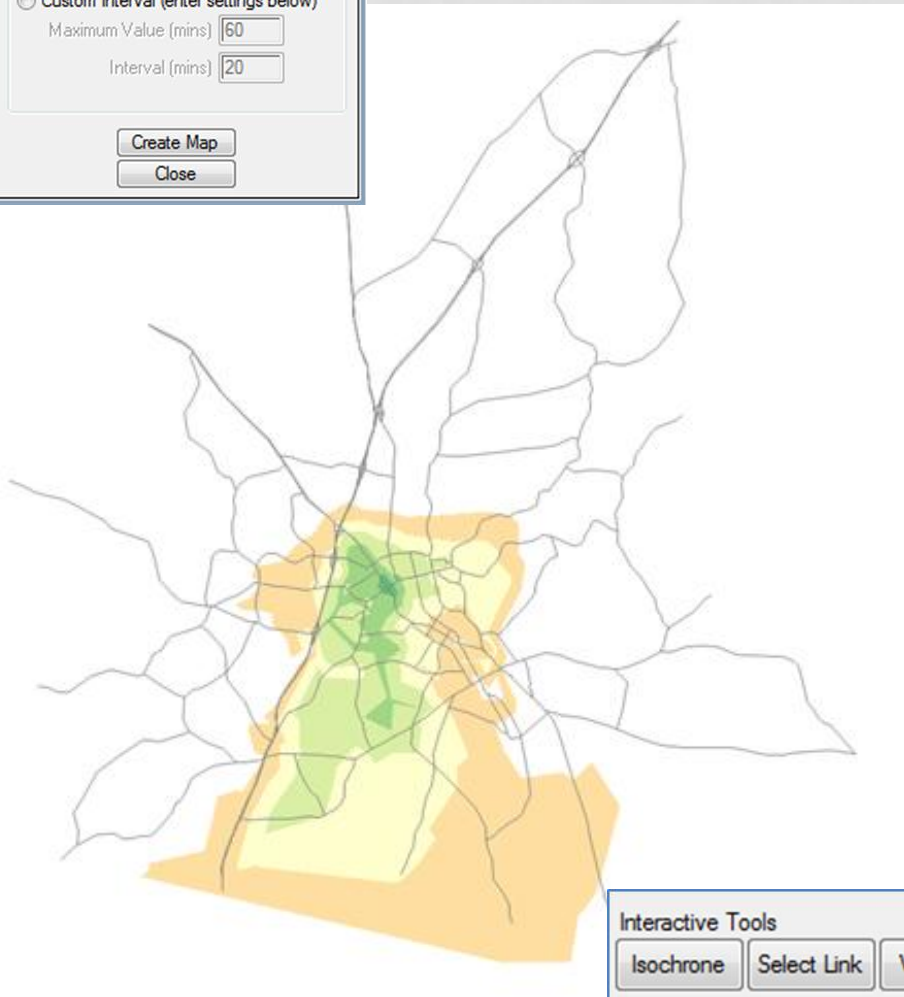 Custom Interval (enter settings below)
Maximum Value (mins) 60
Interval (mins) 20
Create Map
Close
Interactive Tools
Isochrone Select Link